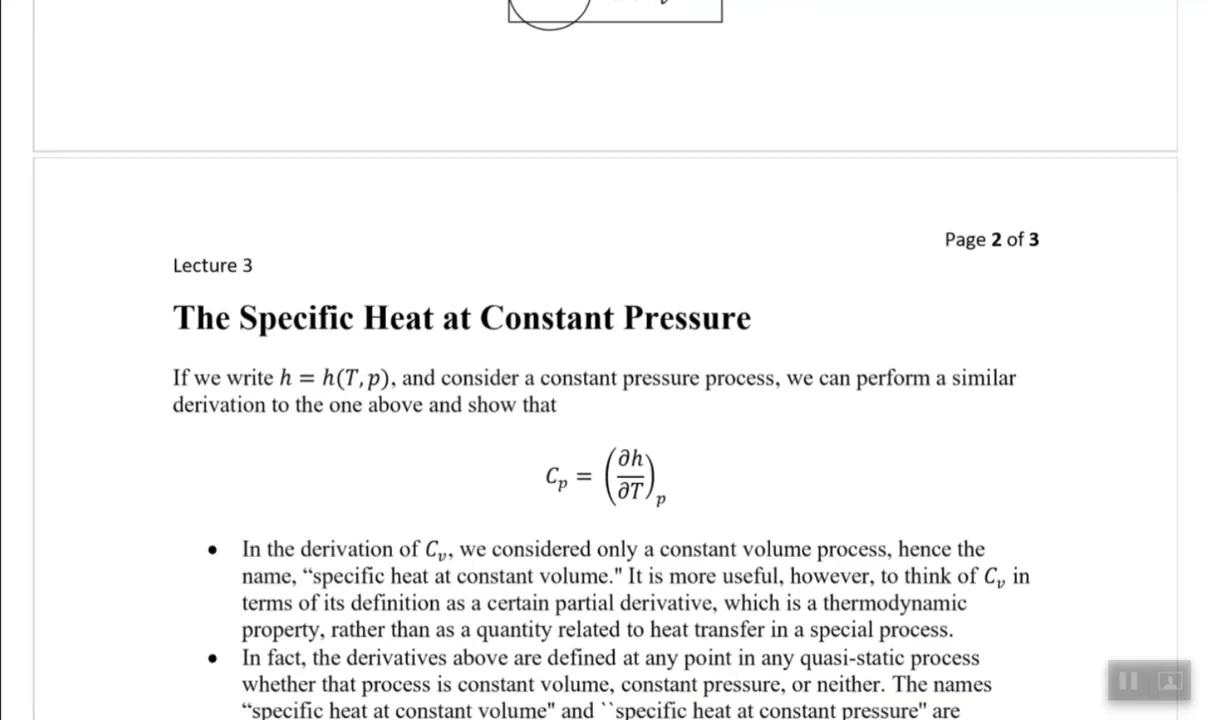 Page 2 of 3
Lecture 3
The Specific Heat at Constant Pressure
If we write h = h(T, p), and consider a constant pressure process, we can perform a similar
derivation to the one above and show that
C_p = (∂h/∂T)_p
• In the derivation of C_v, we considered only a constant volume process, hence the
name, “specific heat at constant volume." It is more useful, however, to think of C_v in
terms of its definition as a certain partial derivative, which is a thermodynamic
property, rather than as a quantity related to heat transfer in a special process.
• In fact, the derivatives above are defined at any point in any quasi-static process
whether that process is constant volume, constant pressure, or neither. The names
“specific heat at constant volume" and ``specific heat at constant pressure" are